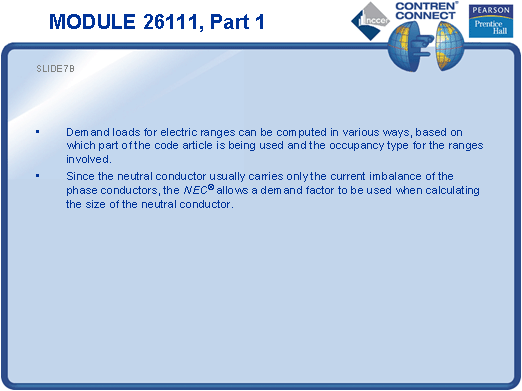 MODULE 26111, Part 1
nccer
CONTREN®
CONNECT
PEARSON
Prentice
Hall
SLIDE 7B
• Demand loads for electric ranges can be computed in various ways, based on
which part of the code article is being used and the occupancy type for the ranges
involved.
• Since the neutral conductor usually carries only the current imbalance of the
phase conductors, the NEC® allows a demand factor to be used when calculating
the size of the neutral conductor.